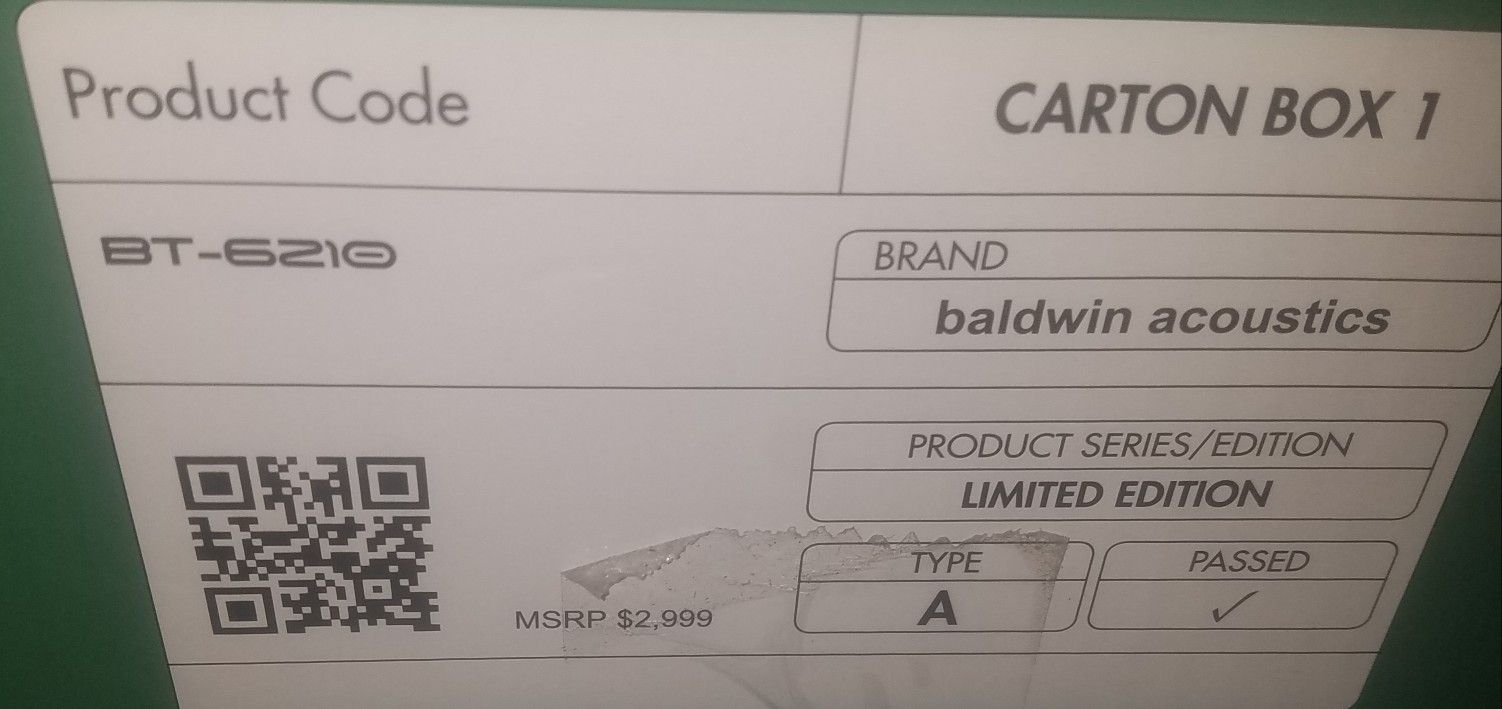 Product Code
CARTON BOX 1
BT-6210
BRAND
baldwin acoustics
PRODUCT SERIES/EDITION
LIMITED EDITION
TYPE
PASSED
A
✓
MSRP $2,999